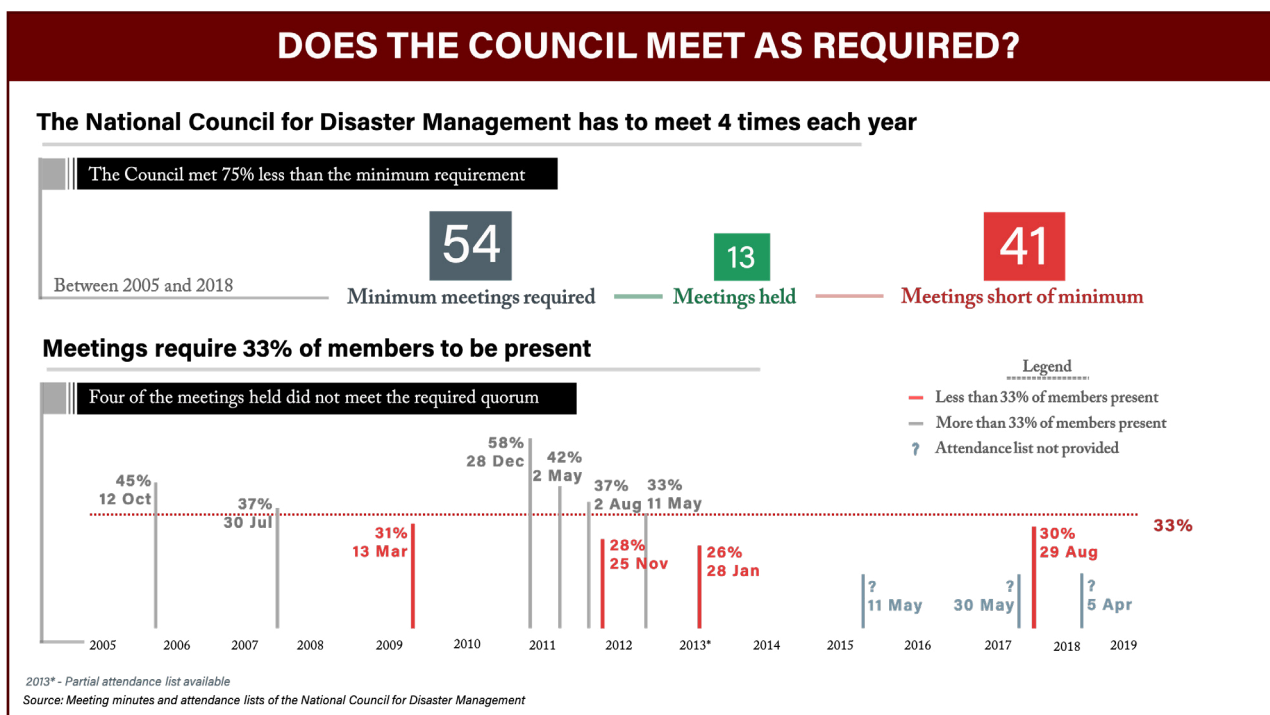 DOES THE COUNCIL MEET AS REQUIRED?
The National Council for Disaster Management has to meet 4 times each year
The Council met 75% less than the minimum requirement
54
13
41
Between 2005 and 2018
Minimum meetings required
Meetings held
Meetings short of minimum
Meetings require 33% of members to be present
Four of the meetings held did not meet the required quorum
Legend
Less than 33% of members present
More than 33% of members present
? Attendance list not provided
45%
12 Oct
37%
30 Jul
31%
13 Mar
58%
28 Dec
42%
2 May
37%
2 Aug
28%
25 Nov
33%
11 May
26%
28 Jan
?
11 May
?
30 May
30%
29 Aug
?
5 Apr
33%
2005 2006 2007 2008 2009 2010 2011 2012 2013* 2014 2015 2016 2017 2018 2019
2013* - Partial attendance list available
Source: Meeting minutes and attendance lists of the National Council for Disaster Management